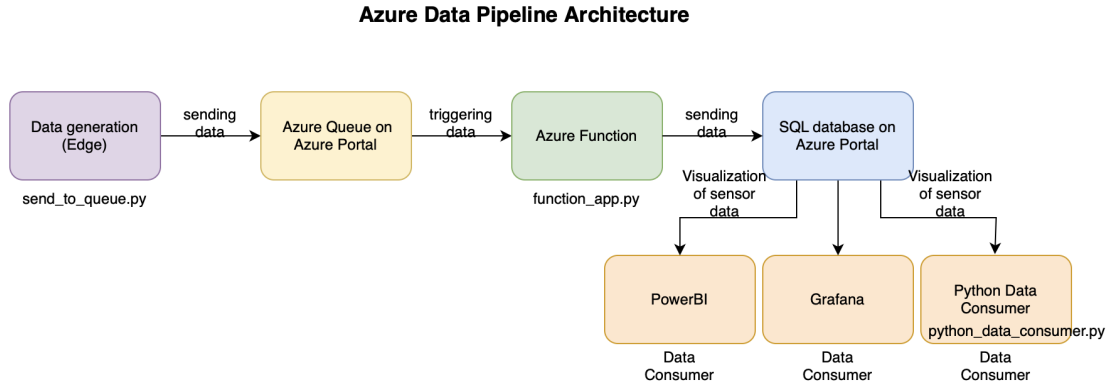 Azure Data Pipeline Architecture
Data generation
(Edge)
sending
data
Azure Queue on
Azure Portal
triggering
data
Azure Function
sending
data
SQL database on
Azure Portal
send_to_queue.py
function_app.py
Visualization
of sensor
data
Visualization
of sensor
data
PowerBI
Grafana
Python Data
Consumer
python_data_consumer.py
Data
Consumer
Data
Consumer
Data
Consumer